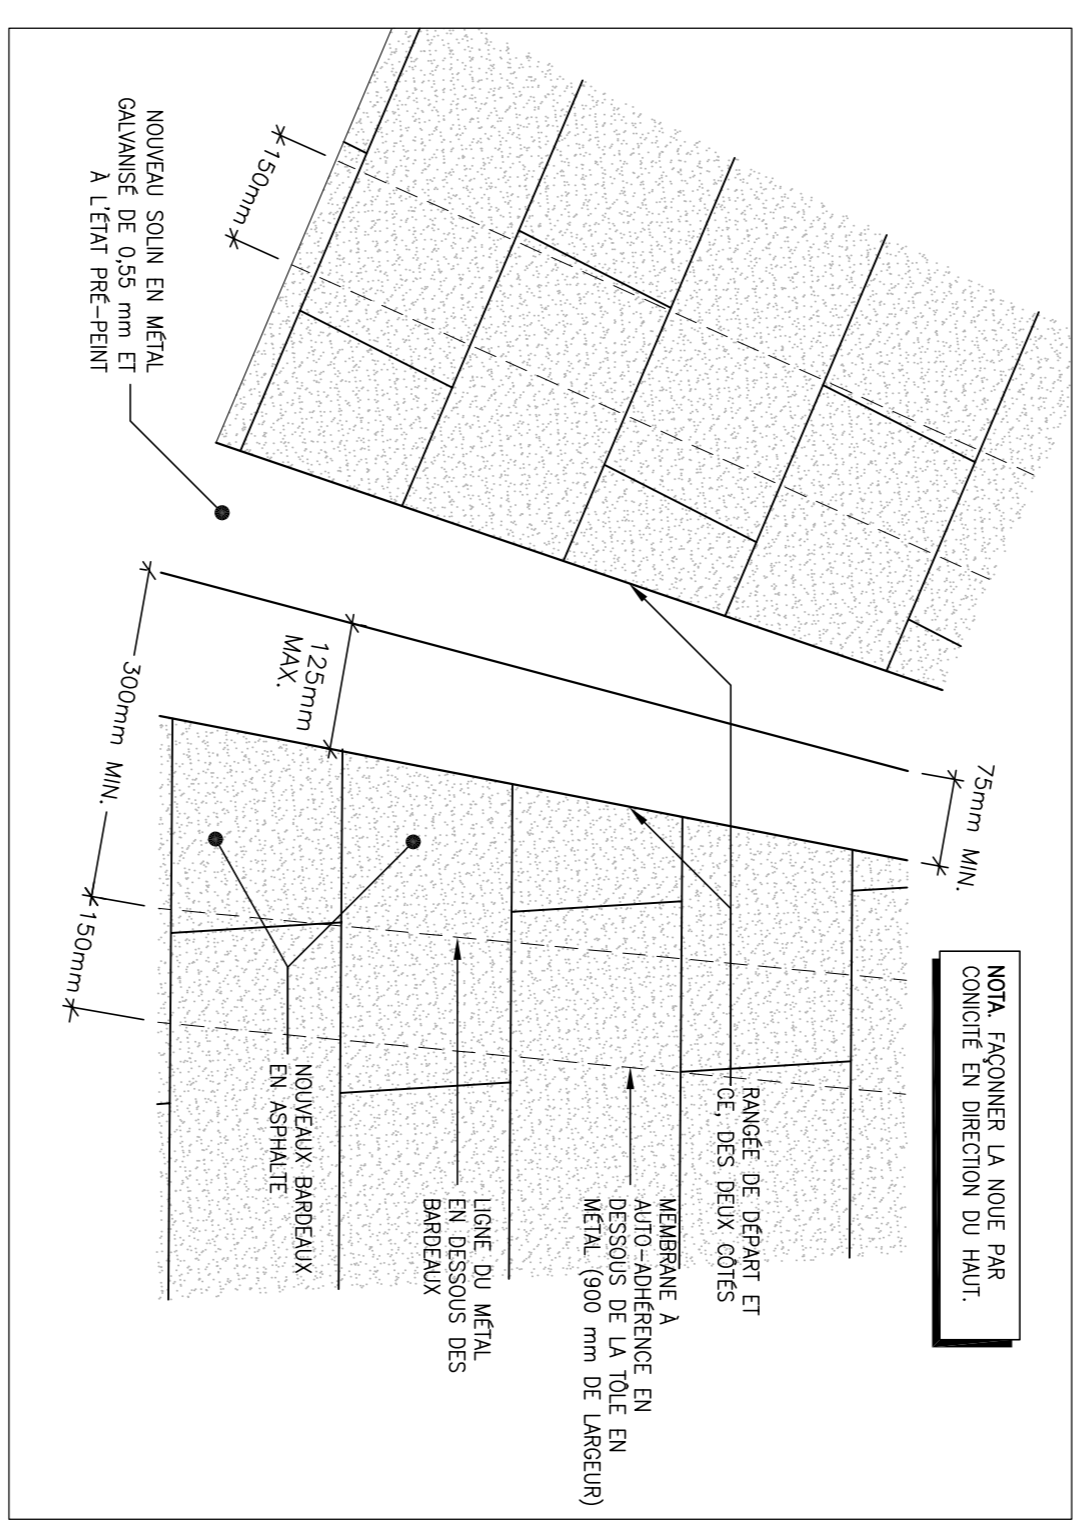 NOTA. FAÇONNER LA NOUE PAR
CONICITÉ EN DIRECTION DU HAUT.
75mm MIN.
RANGÉE DE DÉPART ET
CE, DES DEUX CÔTÉS
MEMBRANE À
AUTO-ADHÉRENCE EN
DESSOUS DE LA TÔLE EN
MÉTAL (900 mm DE LARGEUR)
LIGNE DU MÉTAL
EN DESSOUS DES
BARDEAUX
NOUVEAUX BARDEAUX
EN ASPHALTE
125mm
MAX.
300mm MIN.
150mm
150mm
NOUVEAU SOLIN EN MÉTAL
GALVANISÉ DE 0,55 mm ET
À L'ÉTAT PRÉ-PEINT